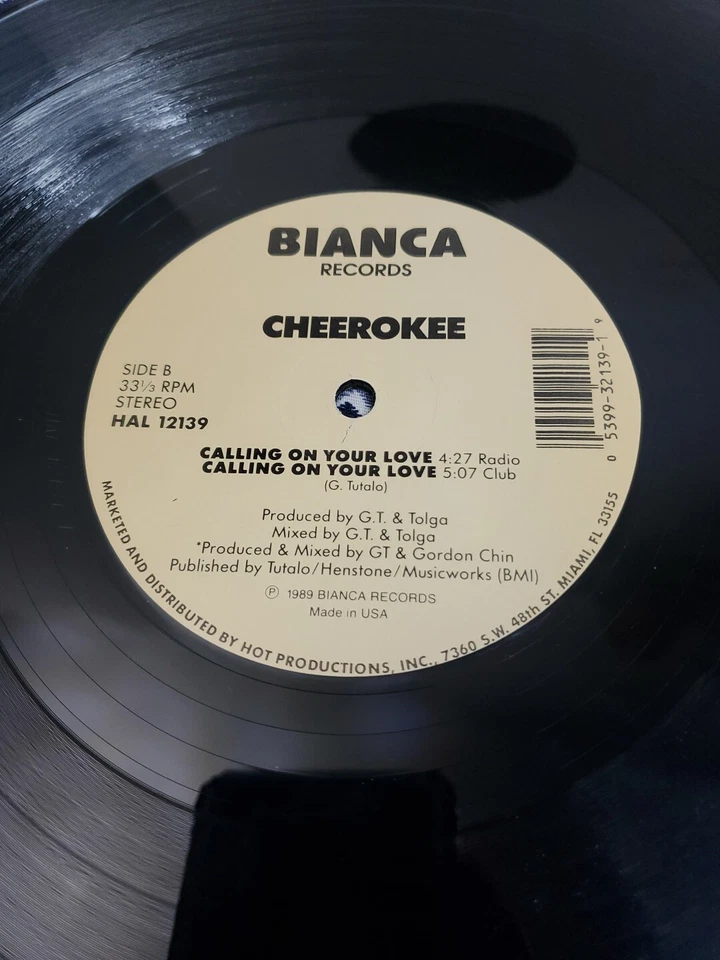 BIANCA
RECORDS
CHEEROKEE
SIDE B
33⅓ RPM
STEREO
HAL 12139
0 5399-32139-1 9
CALLING ON YOUR LOVE 4:27 Radio
CALLING ON YOUR LOVE 5:07 Club
(G. Tutalo)
Produced by G.T. & Tolga
Mixed by G.T. & Tolga
*Produced & Mixed by GT & Gordon Chin
Published by Tutalo/Henstone/Musicworks (BMI)
Ⓟ 1989 BIANCA RECORDS
Made in USA
MARKETED AND DISTRIBUTED BY HOT PRODUCTIONS, INC., 7360 S.W. 48th ST. MIAMI, FL 33155